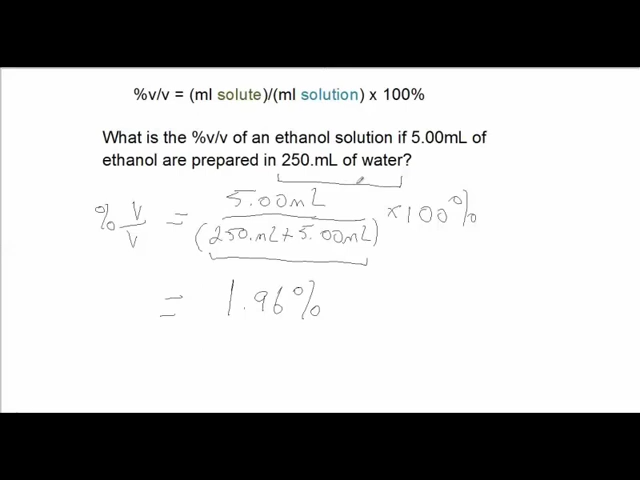 %v/v = (ml solute)/(ml solution) x 100%
What is the %v/v of an ethanol solution if 5.00mL of
ethanol are prepared in 250.mL of water?
% V/V = 5.00mL / (250.mL + 5.00mL) × 100%
= 1.96%